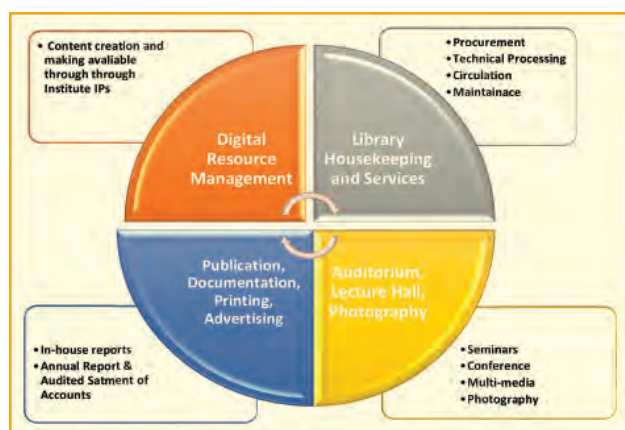 • Content creation and
making avaliable
through through
Institute IPs
• Procurement
• Technical Processing
• Circulation
• Maintainace
Digital
Resource
Management
Library
Housekeeping
and Services
Publication,
Documentation,
Printing,
Advertising
Auditorium,
Lecture Hall,
Photography
• In-house reports
• Annual Report &
Audited Satment of
Accounts
• Seminars
• Conference
• Multi-media
• Photography